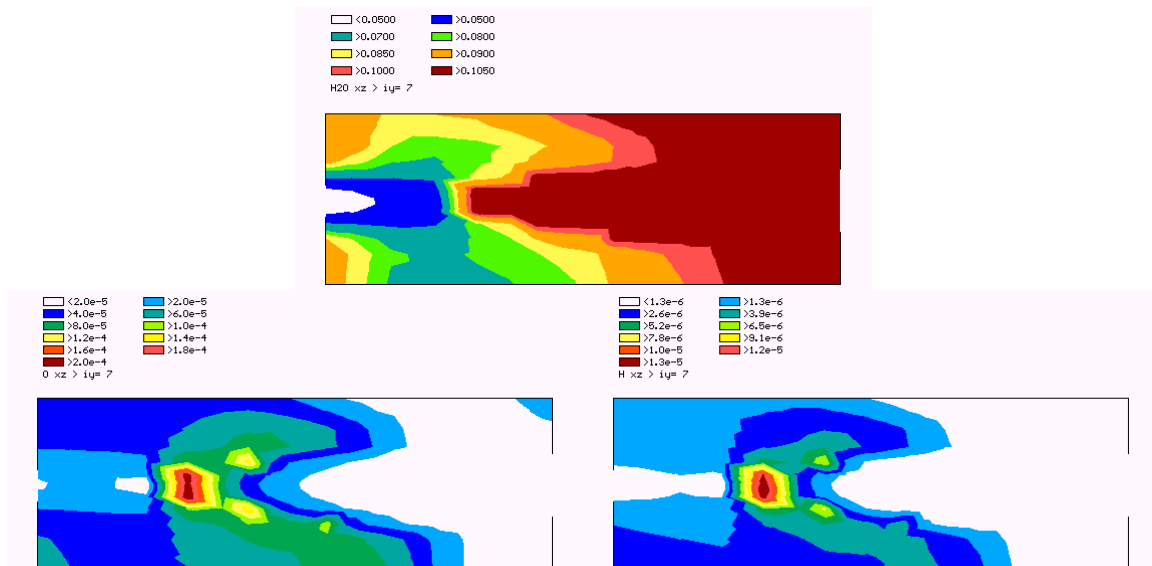 <0.0500 >0.0500
>0.0700 >0.0800
>0.0850 >0.0900
>0.1000 >0.1050
H2O xz > iy= 7
<2.0e-5 >2.0e-5
>4.0e-5 >6.0e-5
>8.0e-5 >1.0e-4
>1.2e-4 >1.4e-4
>1.6e-4 >1.8e-4
>2.0e-4
O xz > iy= 7
<1.3e-6 >1.3e-6
>2.6e-6 >3.9e-6
>5.2e-6 >6.5e-6
>7.8e-6 >9.1e-6
>1.0e-5 >1.2e-5
>1.3e-5
H xz > iy= 7